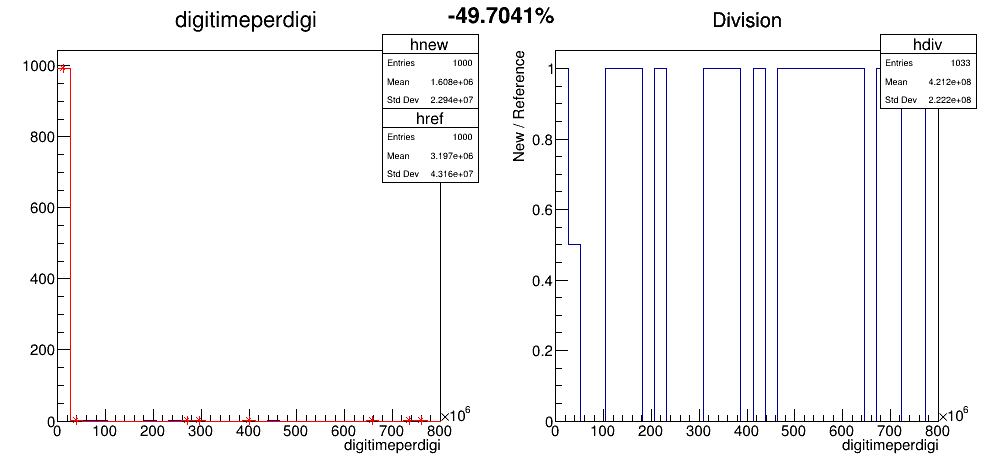 digitimeperdigi
-49.7041%
Division
hnew
Entries 1000
Mean 1.608e+06
Std Dev 2.294e+07
href
Entries 1000
Mean 3.197e+06
Std Dev 4.316e+07
1000
800
600
400
200
0
0 100 200 300 400 500 600 700 800
×10⁶
digitimeperdigi
hdiv
Entries 1033
Mean 4.212e+08
Std Dev 2.222e+08
New / Reference
1
0.8
0.6
0.4
0.2
0
0 100 200 300 400 500 600 700 800
×10⁶
digitimeperdigi